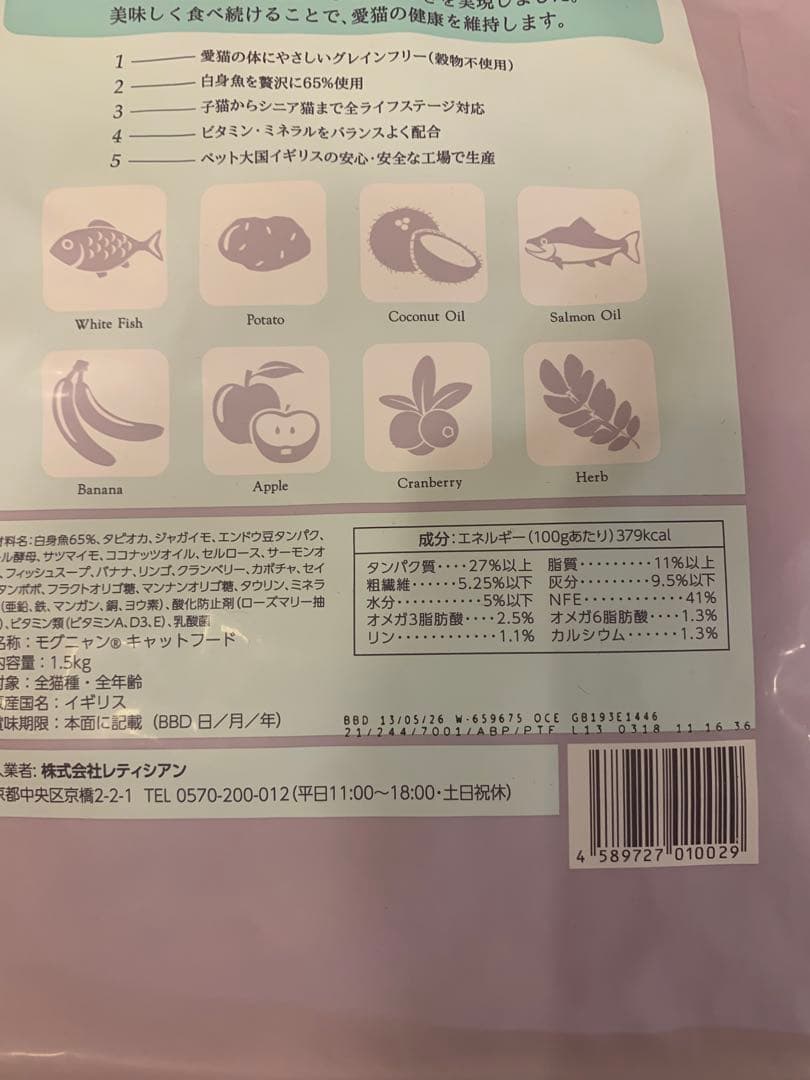 を実現しました。
美味しく食べ続けることで、愛猫の健康を維持します。
1 愛猫の体にやさしいグレインフリー(穀物不使用)
2 白身魚を贅沢に65%使用
3 子猫からシニア猫まで全ライフステージ対応
4 ビタミン・ミネラルをバランスよく配合
5 ペット大国イギリスの安心・安全な工場で生産
White Fish
Potato
Coconut Oil
Salmon Oil
Banana
Apple
Cranberry
Herb
材料名:白身魚65%、タピオカ、ジャガイモ、エンドウ豆タンパク、
ール酵母、サツマイモ、ココナッツオイル、セルロース、サーモンオ
、フィッシュスープ、バナナ、リンゴ、クランベリー、カボチャ、セイ
タンポポ、フラクトオリゴ糖、マンナンオリゴ糖、タウリン、ミネラ
(亜鉛、鉄、マンガン、銅、ヨウ素)、酸化防止剤(ローズマリー抽
)、ビタミン類(ビタミンA、D3、E)、乳酸菌
名称:モグニャン® キャットフード
内容量:1.5kg
対象:全猫種・全年齢
原産国名:イギリス
賞味期限:本面に記載(BBD 日/月/年)
成分:エネルギー(100gあたり)379kcal
タンパク質････27%以上 脂質･････････11%以上
粗繊維･･････5.25%以下 灰分･････････9.5%以下
水分･･････････5%以下 NFE････････････41%
オメガ3脂肪酸････2.5% オメガ6脂肪酸････1.3%
リン････････････1.1% カルシウム･･････1.3%
BBD 13/05/26 W-659675 OCE GB193E1446
21/244/7001/ABP/PTF L13 0318 11 16 36
入業者:株式会社レティシアン
京都中央区京橋2-2-1 TEL 0570-200-012(平日11:00〜18:00・土日祝休)
4 589727 010029